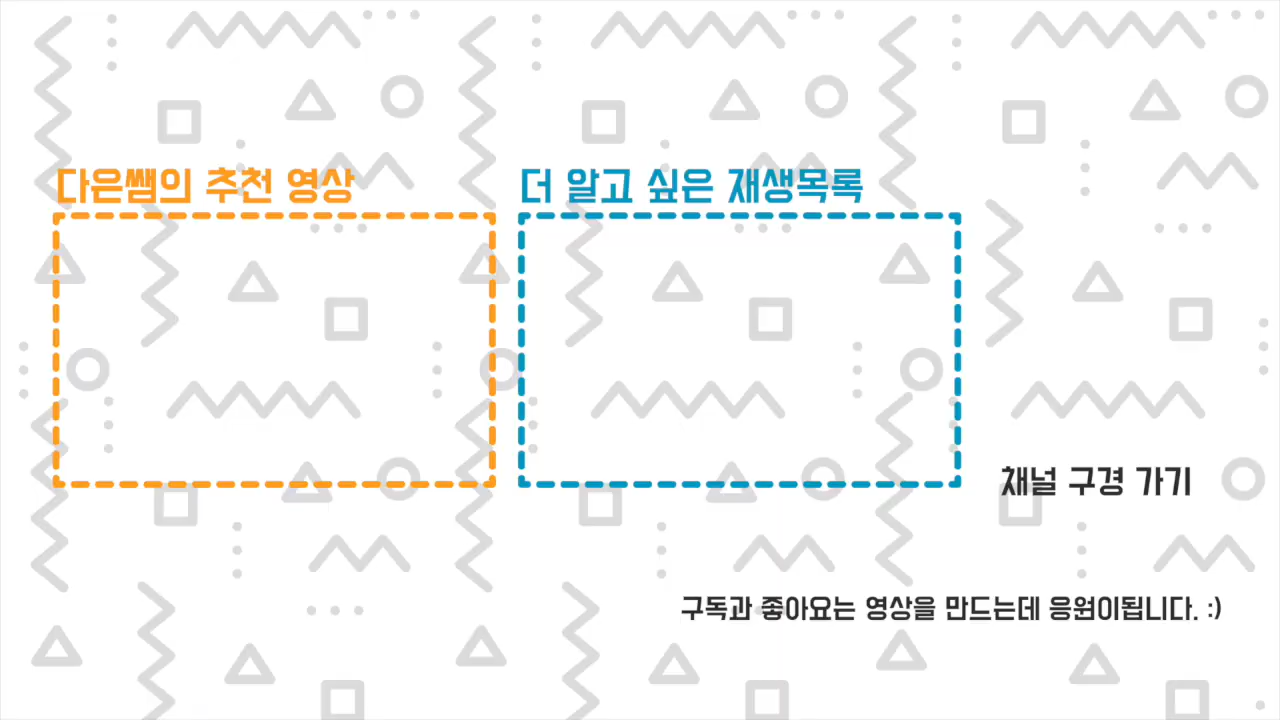 다은쌤의 추천 영상
더 알고 싶은 재생목록
채널 구경 가기
구독과 좋아요는 영상을 만드는데 응원이됩니다. :)